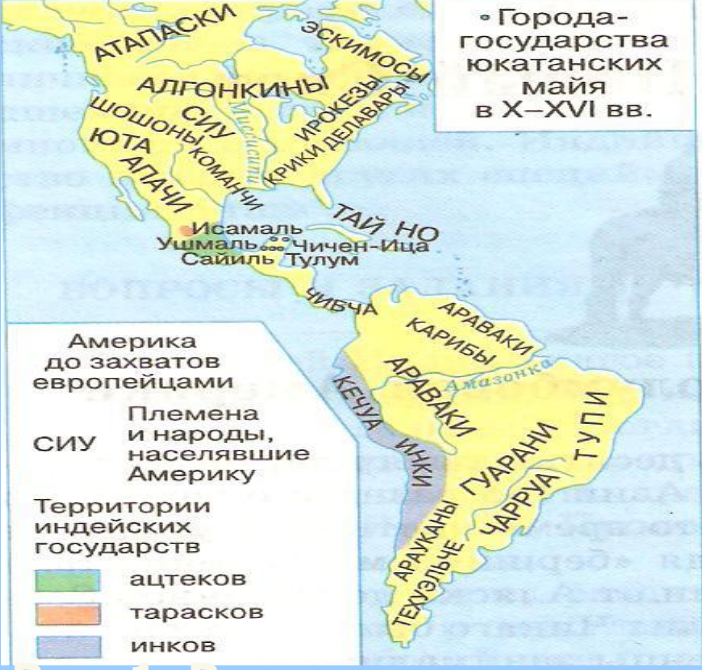 • Города-
государства
юкатанских
майя
в X–XVI вв.
АТАПАСКИ
ЭСКИМОСЫ
АЛГОНКИНЫ
ШОШОНЫ
СИУ
Миссисипи
ИРОКЕЗЫ
ДЕЛАВАРЫ
КРИКИ
ЮТА
КОМАНЧИ
АПАЧИ
ТАЙ НО
Исамаль
Ушмаль
Чичен-Ица
Сайиль Тулум
ЧИБЧА
АРАВАКИ
КАРИБЫ
Амазонка
АРАВАКИ
КЕЧУА
ИНКИ
ТУПИ
ГУАРАНИ
ЧАРРУА
АРАУКАНЫ
ТЕХУЭЛЬЧЕ
Америка
до захватов
европейцами
СИУ
Племена
и народы,
населявшие
Америку
Территории
индейских
государств
ацтеков
тарасков
инков